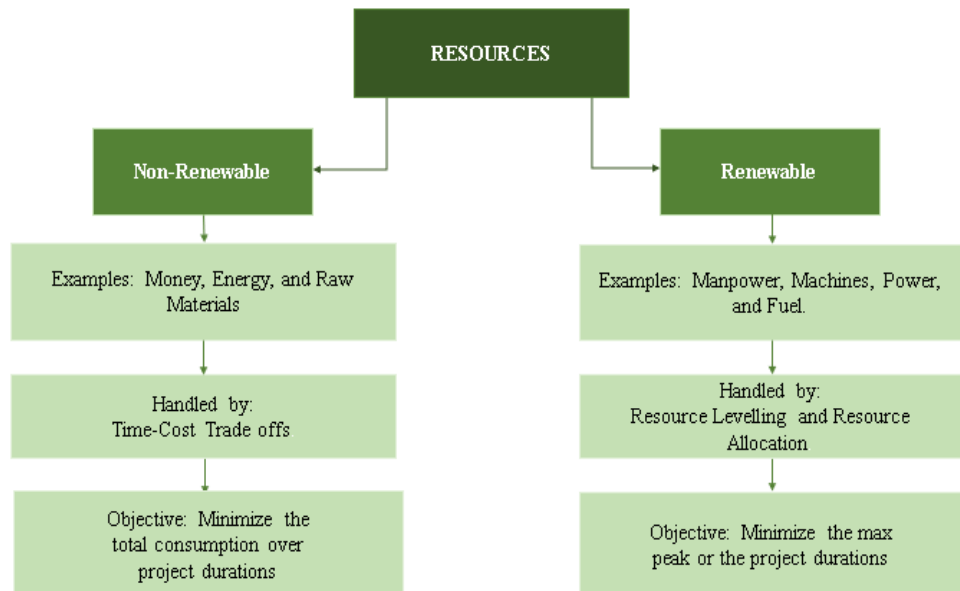 RESOURCES
Non-Renewable
Examples: Money, Energy, and Raw
Materials
Handled by:
Time-Cost Trade offs
Objective: Minimize the
total consumption over
project durations
Renewable
Examples: Manpower, Machines, Power,
and Fuel.
Handled by:
Resource Levelling and Resource
Allocation
Objective: Minimize the max
peak or the project durations